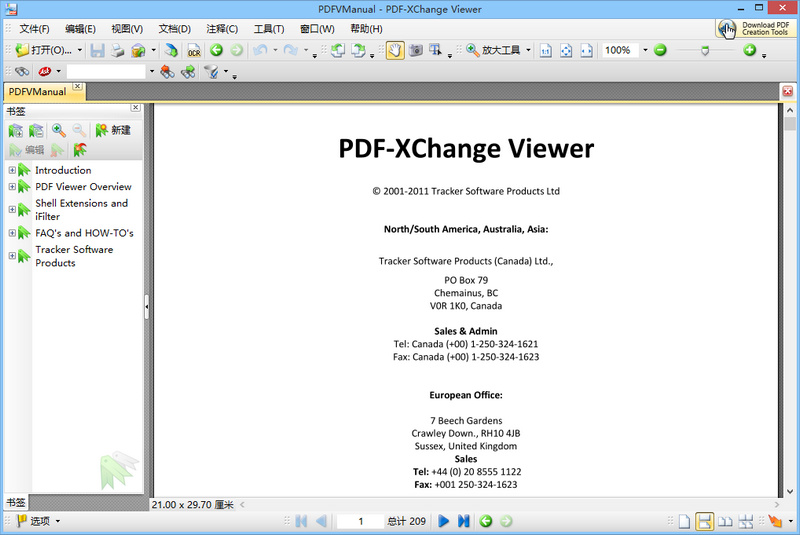 PDFVManual - PDF-XChange Viewer
文件(F) 编辑(E) 视图(V) 文档(D) 注释(C) 工具(T) 窗口(W) 帮助(H)
Download PDF
Creation Tools
打开(O)... OCR 放大工具 1:1 100%
PDFVManual
书签
新建
编辑
Introduction
PDF Viewer Overview
Shell Extensions and
iFilter
FAQ's and HOW-TO's
Tracker Software
Products
书签
PDF-XChange Viewer
© 2001-2011 Tracker Software Products Ltd
North/South America, Australia, Asia:
Tracker Software Products (Canada) Ltd.,
PO Box 79
Chemainus, BC
V0R 1K0, Canada
Sales & Admin
Tel: Canada (+00) 1-250-324-1621
Fax: Canada (+00) 1-250-324-1623
European Office:
7 Beech Gardens
Crawley Down., RH10 4JB
Sussex, United Kingdom
Sales
Tel: +44 (0) 20 8555 1122
Fax: +001 250-324-1623
21.00 x 29.70 厘米
选项 1 总计 209